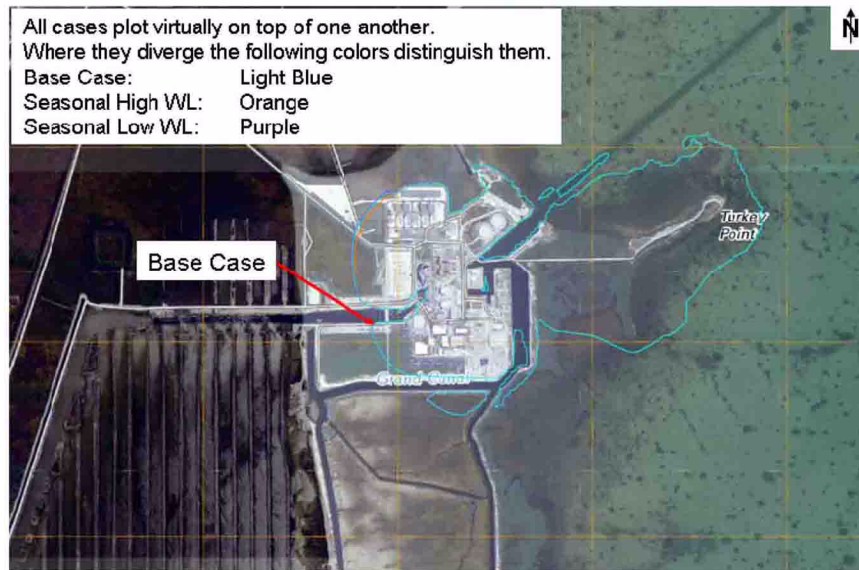 All cases plot virtually on top of one another.
Where they diverge the following colors distinguish them.
Base Case: Light Blue
Seasonal High WL: Orange
Seasonal Low WL: Purple
N
Turkey
Point
Base Case
Grand Canal